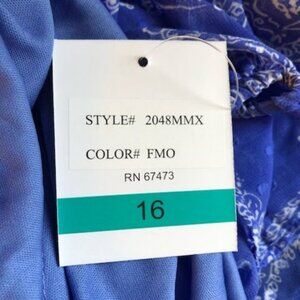 STYLE# 2048MMX
COLOR# FMO
RN 67473
16